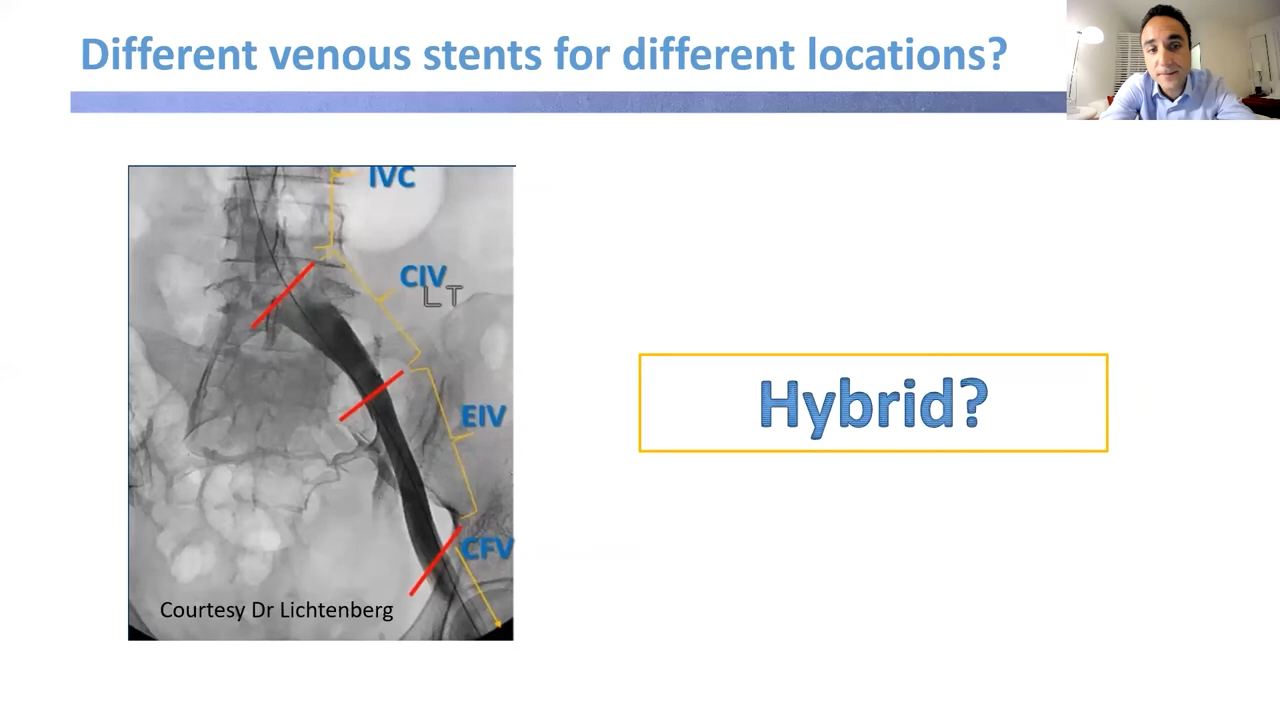 Different venous stents for different locations?
IVC
CIV
LT
EIV
Hybrid?
CFV
Courtesy Dr Lichtenberg